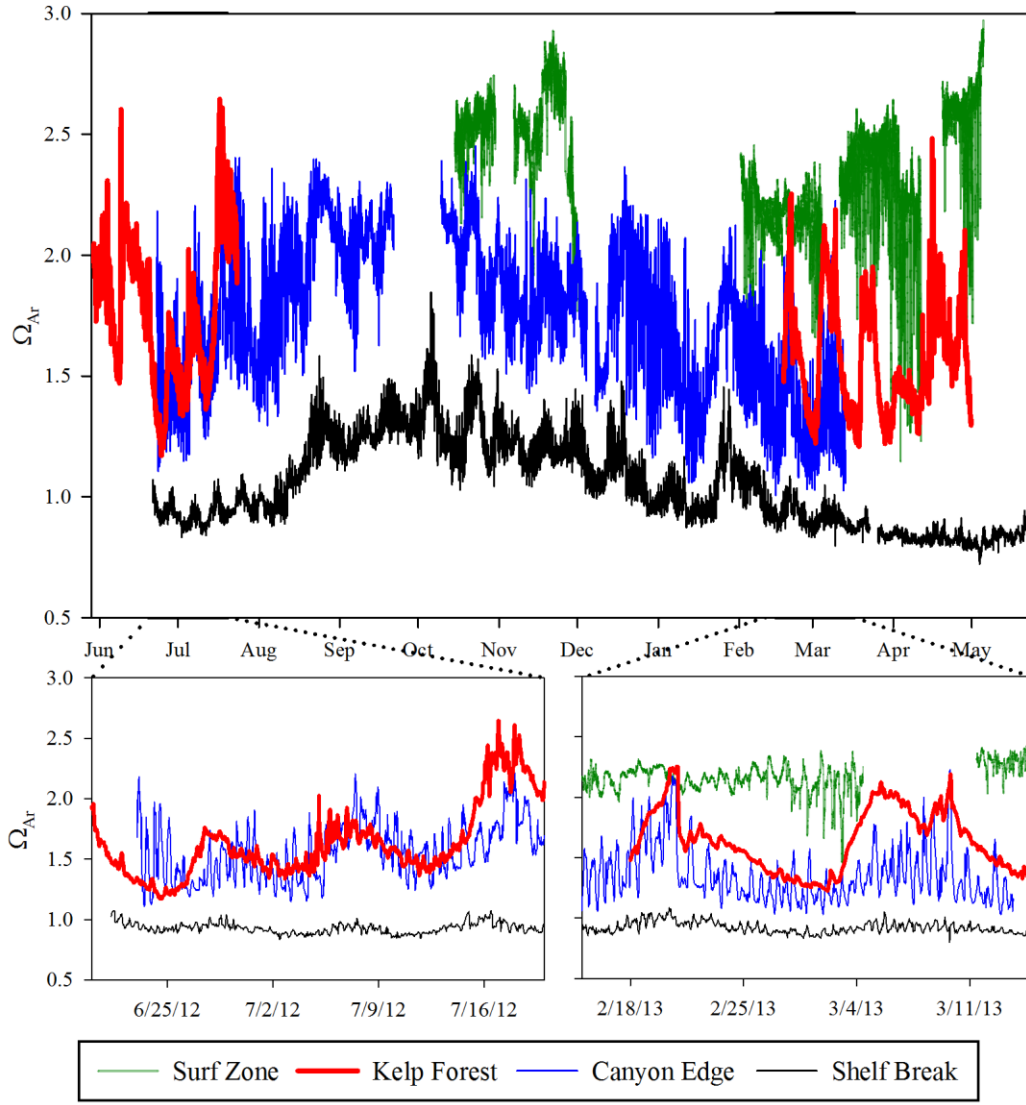 3.0
2.5
2.0
1.5
1.0
0.5
Ω_Ar
Jun Jul Aug Sep Oct Nov Dec Jan Feb Mar Apr May
3.0
2.5
2.0
1.5
1.0
0.5
Ω_Ar
6/25/12 7/2/12 7/9/12 7/16/12 2/18/13 2/25/13 3/4/13 3/11/13
Surf Zone Kelp Forest Canyon Edge Shelf Break